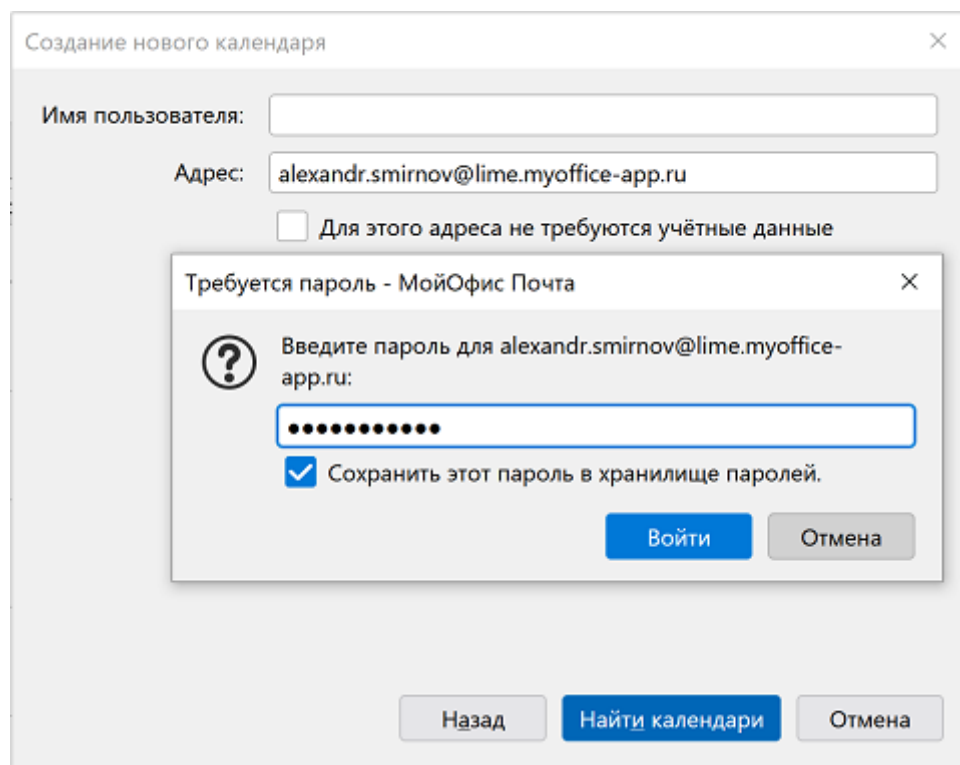 Создание нового календаря
Имя пользователя:
Адрес: alexandr.smirnov@lime.myoffice-app.ru
Для этого адреса не требуются учётные данные
Требуется пароль - МойОфис Почта
Введите пароль для alexandr.smirnov@lime.myoffice-
app.ru:
•••••••••••
Сохранить этот пароль в хранилище паролей.
Войти Отмена
Назад Найти календари Отмена